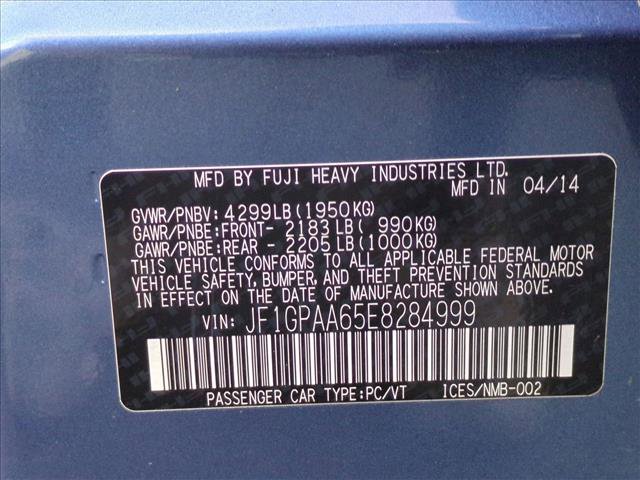 MFD BY FUJI HEAVY INDUSTRIES LTD.
MFD IN 04/14
GVWR/PNBV: 4299LB(1950KG)
GAWR/PNBE:FRONT- 2183LB( 990KG)
GAWR/PNBE:REAR - 2205LB(1000KG)
THIS VEHICLE CONFORMS TO ALL APPLICABLE FEDERAL MOTOR
VEHICLE SAFETY, BUMPER, AND THEFT PREVENTION STANDARDS
IN EFFECT ON THE DATE OF MANUFACTURE SHOWN ABOVE.
VIN: JF1GPAA65E8284999
PASSENGER CAR TYPE:PC/VT ICES/NMB-002